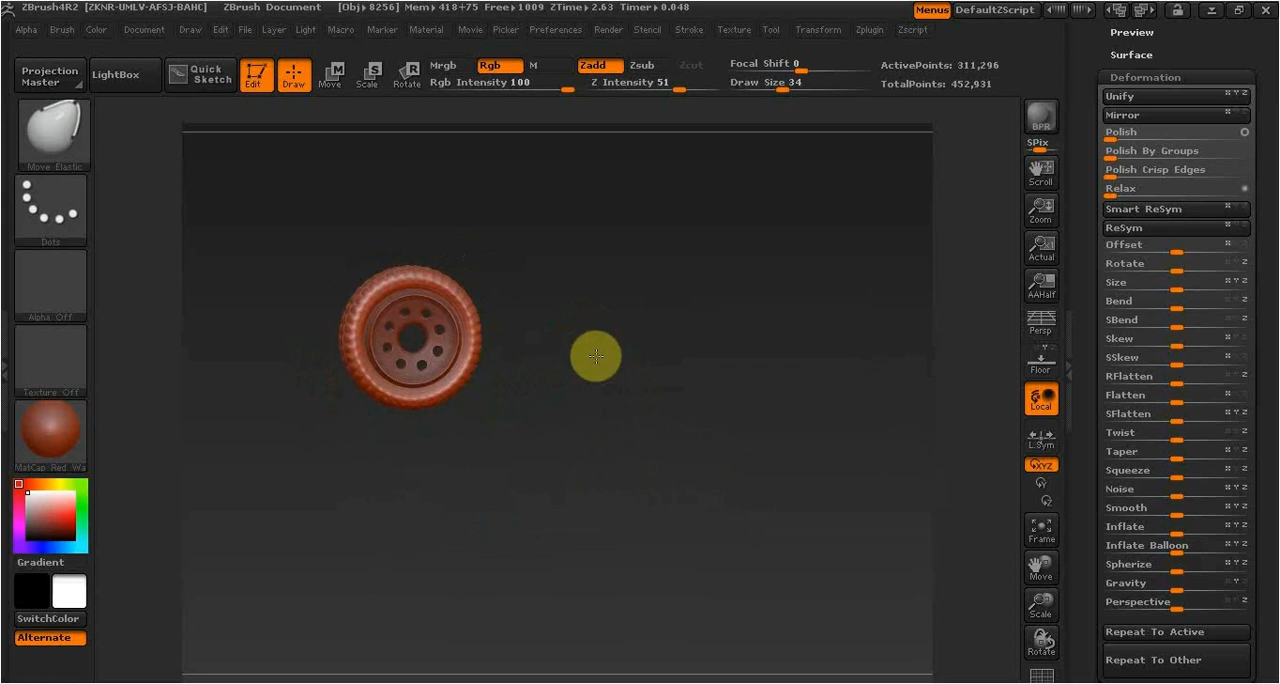 ZBrush4R2 [ZKNR-UMLV-AFSJ-BAHC] ZBrush Document [Obj▸8256] Mem▸418+75 Free▸1009 ZTime▸2.63 Timer▸0.048 Menus DefaultZScript
Alpha Brush Color Document Draw Edit File Layer Light Macro Marker Material Movie Picker Preferences Render Stencil Stroke Texture Tool Transform Zplugin Zscript
Projection Master
LightBox
Quick Sketch
Edit
Draw
Move
Scale
Rotate
Mrgb Rgb M
Rgb Intensity 100
Zadd Zsub Zcut
Z Intensity 51
Focal Shift 0
Draw Size 34
ActivePoints: 311,296
TotalPoints: 452,931
Move Elastic
Dots
Alpha Off
Texture Off
MatCap Red Wa
Gradient
SwitchColor
Alternate
BPR
SPix
Scroll
Zoom
Actual
AAHalf
Persp
Floor
Local
L.Sym
XYZ
Y
Z
Frame
Move
Scale
Rotate
Preview
Surface
Deformation
Unify X Y Z
Mirror X Y Z
Polish
Polish By Groups
Polish Crisp Edges
Relax
Smart ReSym X Y Z
ReSym X Y Z
Offset X Y Z
Rotate X Y Z
Size X Y Z
Bend X Y Z
SBend X Y Z
Skew X Y Z
SSkew X Y Z
RFlatten X Y Z
Flatten X Y Z
SFlatten X Y Z
Twist X Y Z
Taper X Y Z
Squeeze X Y Z
Noise X Y Z
Smooth X Y Z
Inflate X Y Z
Inflate Balloon X Y Z
Spherize X Y Z
Gravity X Y Z
Perspective X Y Z
Repeat To Active
Repeat To Other